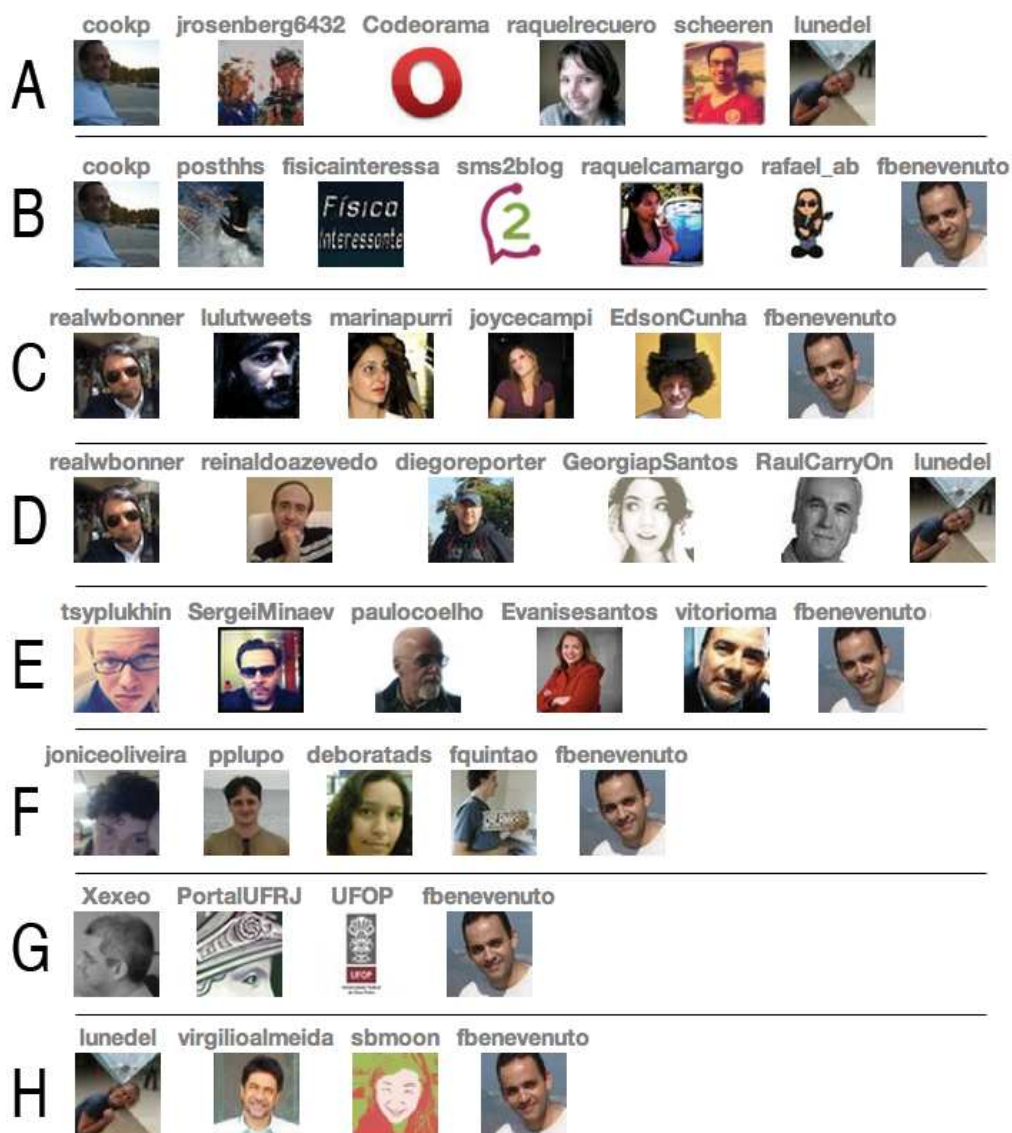 cookp jrosenberg6432 Codeorama raquelrecuero scheeren lunedel
A
cookp posthhs fisicainteressa sms2blog raquelcamargo rafael_ab fbenevenuto
B
Física
Interessante
2
realwbonner lulutweets marinapurri joycecampi EdsonCunha fbenevenuto
C
realwbonner reinaldoazevedo diegoreporter GeorgiapSantos RaulCarryOn lunedel
D
tsyplukhin SergeiMinaev paulocoelho Evanisesantos vitorioma fbenevenuto
E
joniceoliveira pplupo deboratads fquintao fbenevenuto
F
Xexeo PortalUFRJ UFOP fbenevenuto
G
UFOP
lunedel virgilioalmeida sbmoon fbenevenuto
H